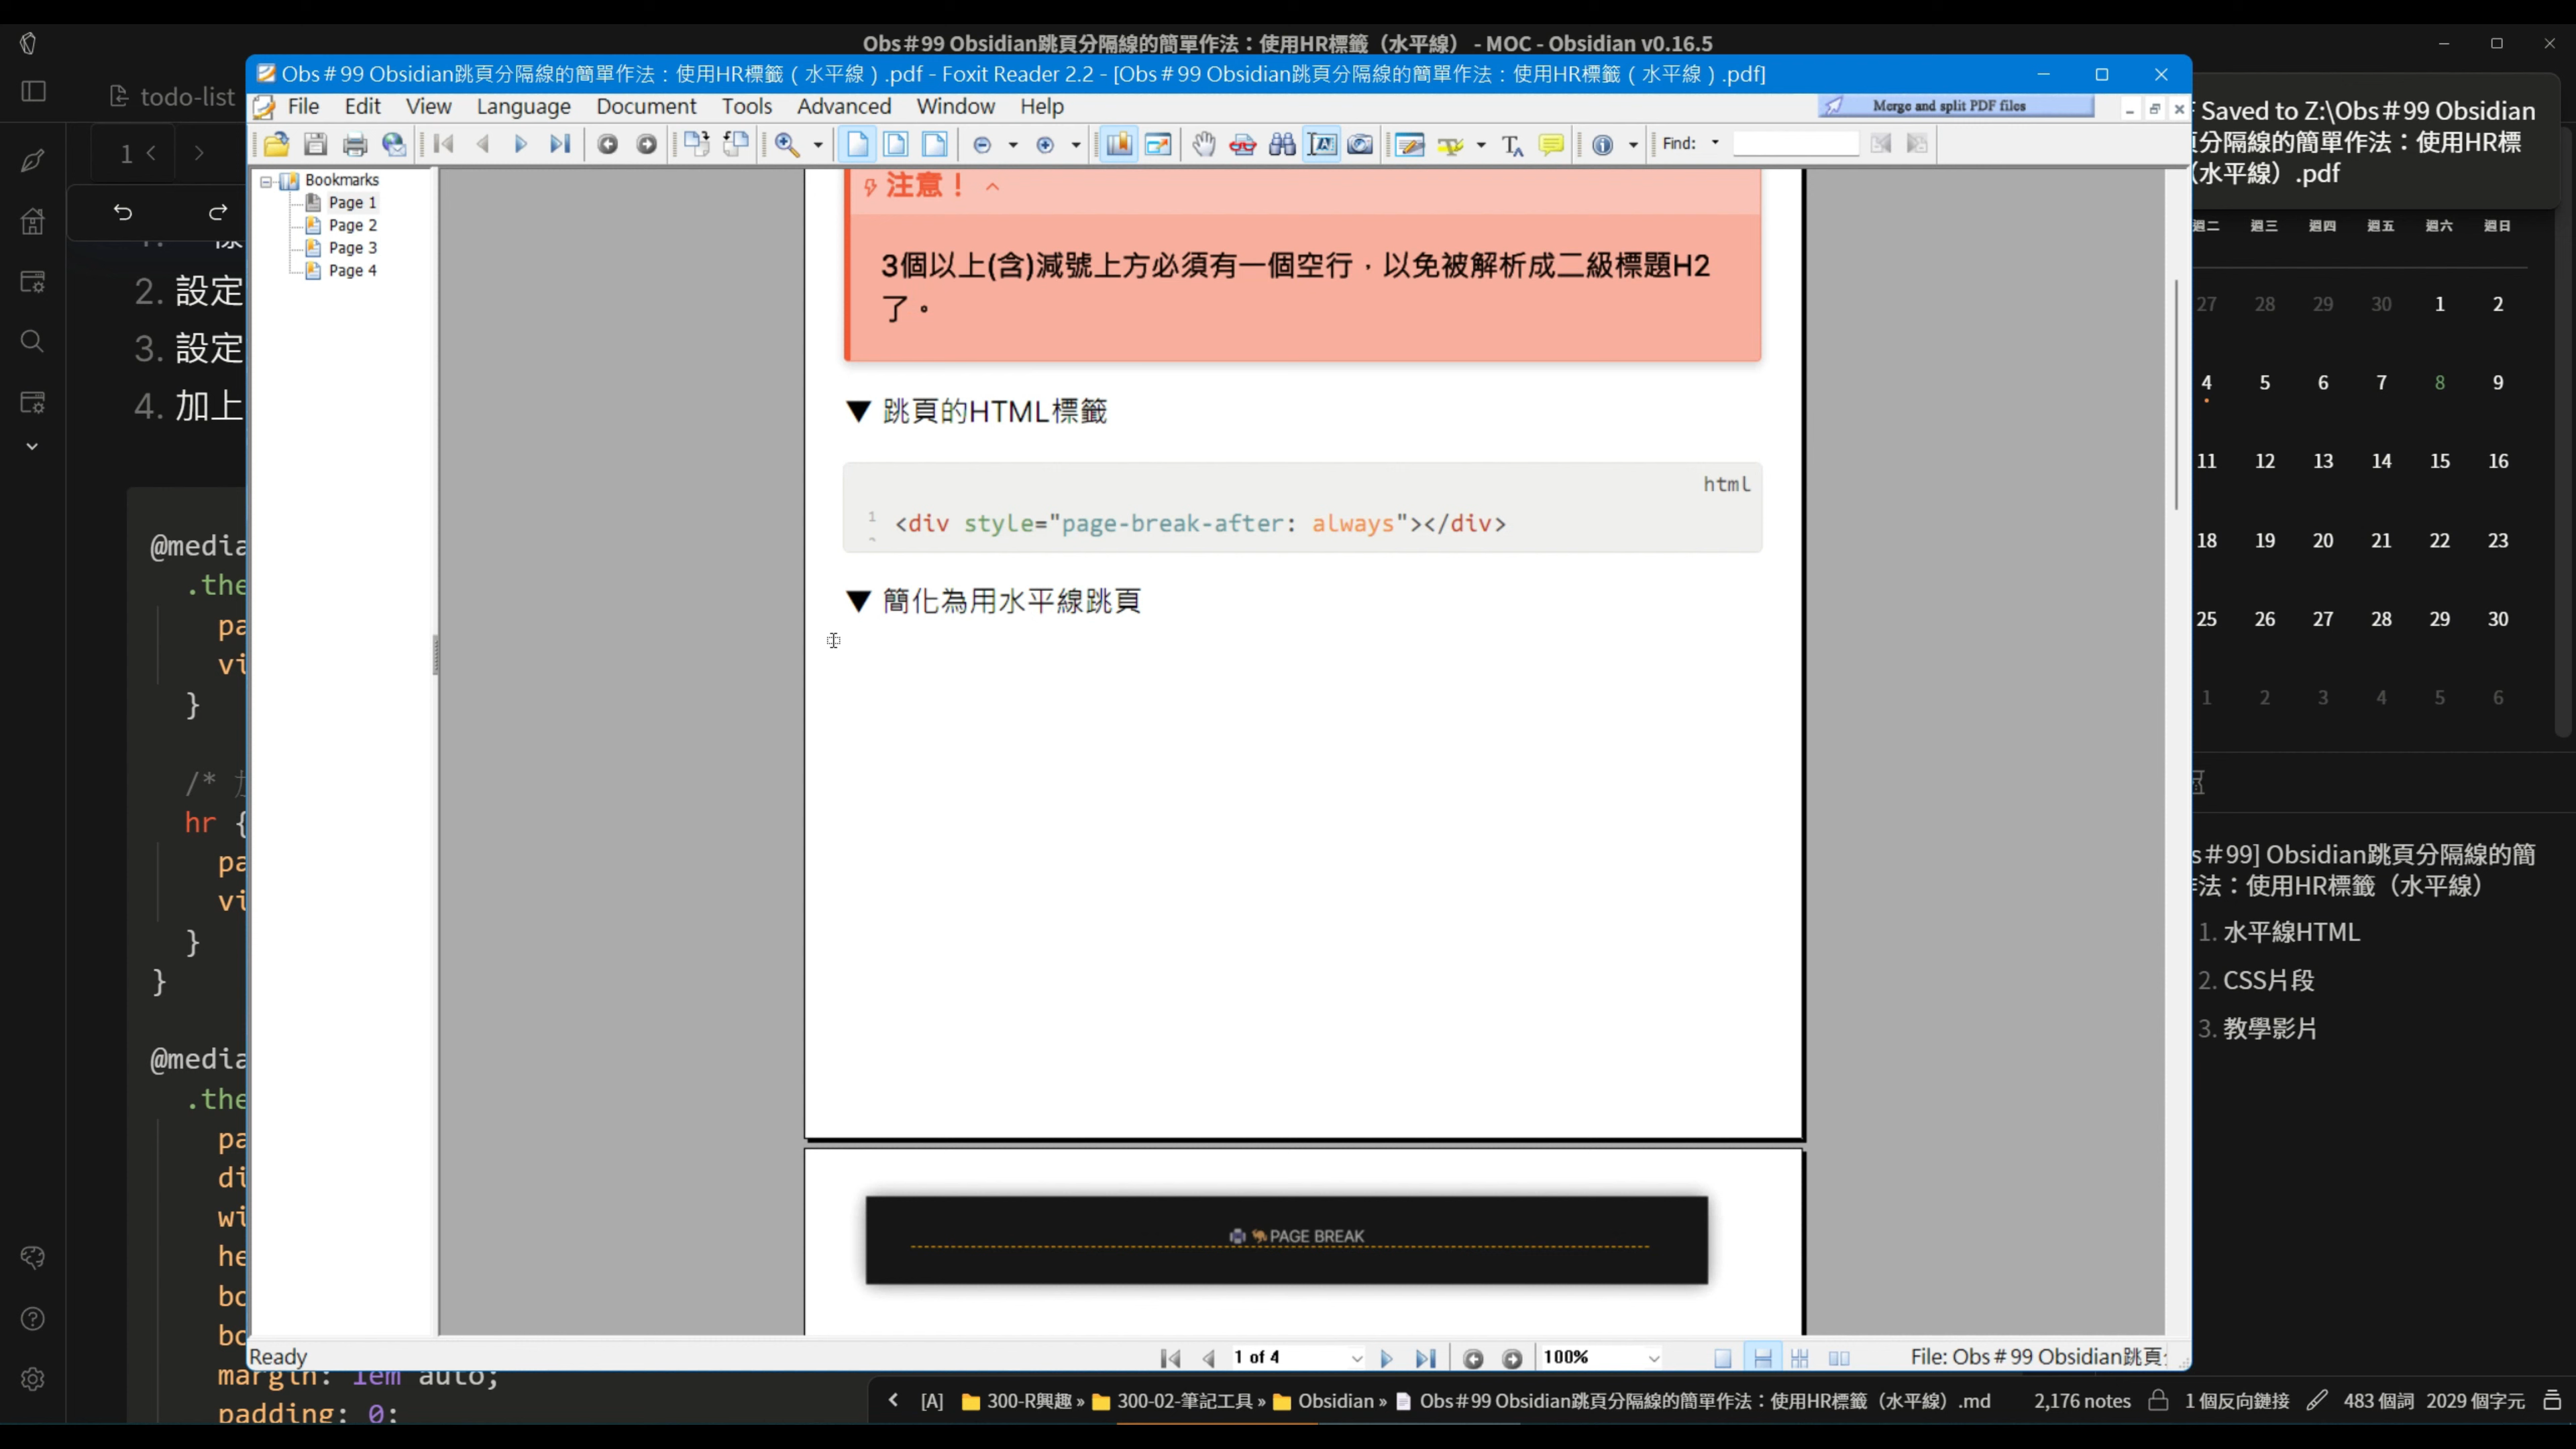 Obs＃99 Obsidian跳頁分隔線的簡單作法：使用HR標籤（水平線） - MOC - Obsidian v0.16.5
Obs＃99 Obsidian跳頁分隔線的簡單作法：使用HR標籤（水平線）.pdf - Foxit Reader 2.2 - [Obs＃99 Obsidian跳頁分隔線的簡單作法：使用HR標籤（水平線）.pdf]
todo-list
File Edit View Language Document Tools Advanced Window Help
Merge and split PDF files
Find:
Saved to Z:\Obs＃99 Obsidian
頁分隔線的簡單作法：使用HR標
（水平線）.pdf
1
2. 設定
3. 設定
4. 加上
@media
.the
pa
vi
}
/* 加
hr {
pa
vi
}
}
@media
.the
pa
di
wi
he
bo
bo
margin: 1em auto;
padding: 0;
Bookmarks
Page 1
Page 2
Page 3
Page 4
注意！
3個以上(含)減號上方必須有一個空行，以免被解析成二級標題H2
了。
▼ 跳頁的HTML標籤
html
1 <div style="page-break-after: always"></div>
▼ 簡化為用水平線跳頁
PAGE BREAK
週二 週三 週四 週五 週六 週日
27 28 29 30 1 2
4 5 6 7 8 9
11 12 13 14 15 16
18 19 20 21 22 23
25 26 27 28 29 30
1 2 3 4 5 6
s＃99] Obsidian跳頁分隔線的簡
作法：使用HR標籤（水平線）
1. 水平線HTML
2. CSS片段
3. 教學影片
Ready
1 of 4
100%
File: Obs＃99 Obsidian跳頁
[A] 300-R興趣 » 300-02-筆記工具 » Obsidian » Obs＃99 Obsidian跳頁分隔線的簡單作法：使用HR標籤（水平線）.md
2,176 notes
1 個反向鏈接
483 個詞 2029 個字元